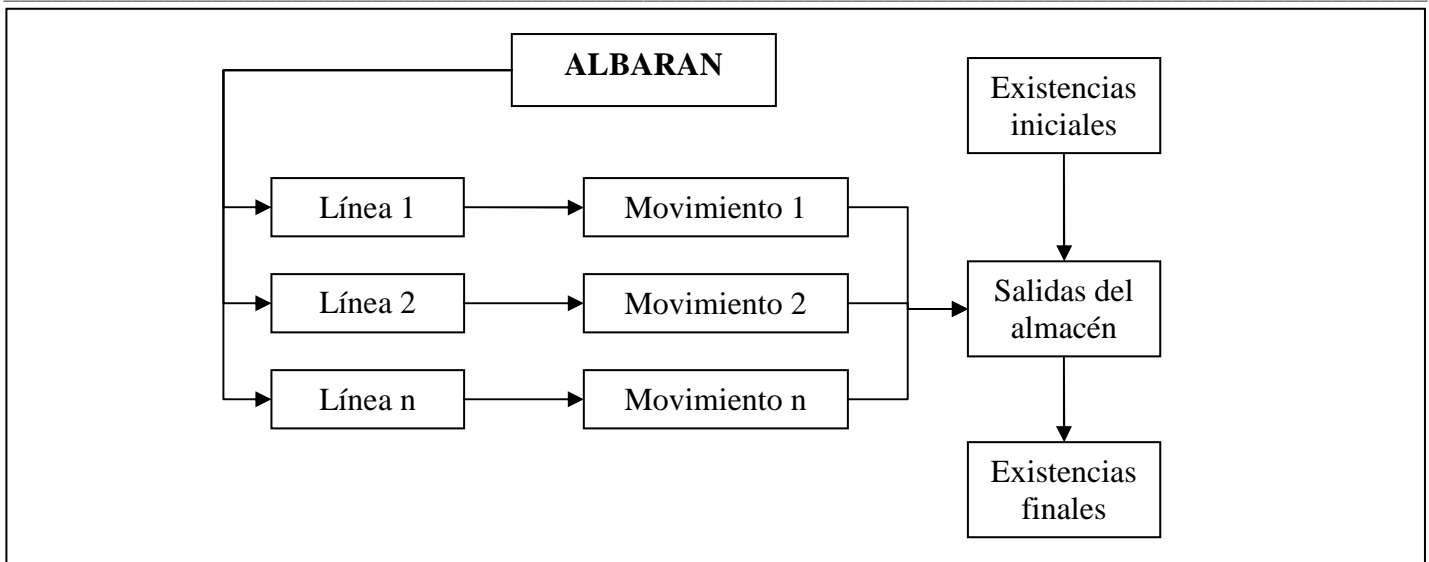 ALBARAN
Existencias
iniciales
Línea 1
Movimiento 1
Línea 2
Movimiento 2
Salidas del
almacén
Línea n
Movimiento n
Existencias
finales